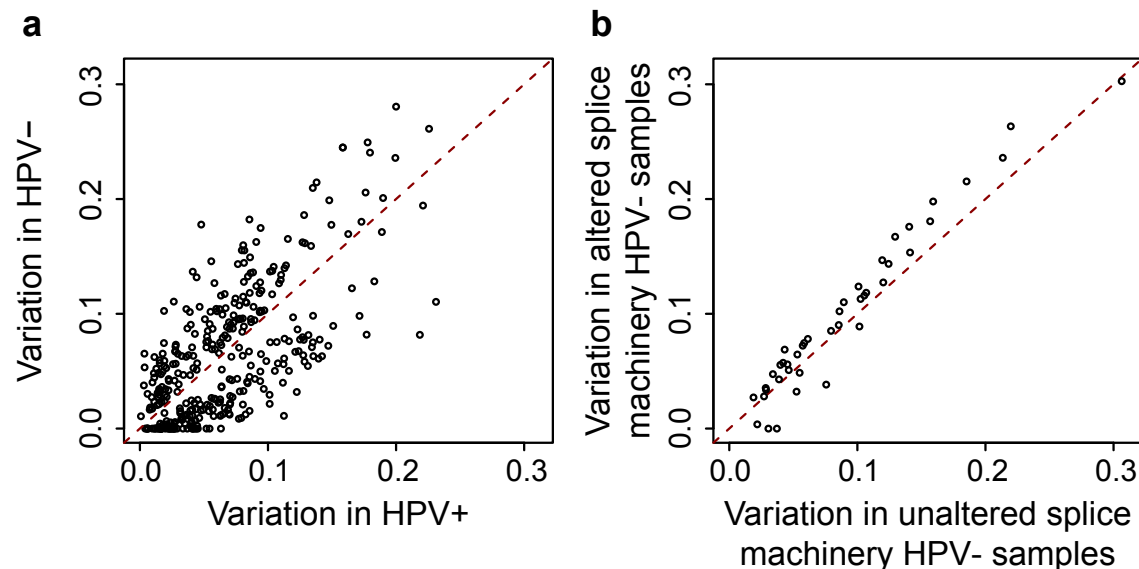 a
Variation in HPV−
0.0 0.1 0.2 0.3
0.0 0.1 0.2 0.3
Variation in HPV+
b
Variation in altered splice
machinery HPV- samples
0.0 0.1 0.2 0.3
0.0 0.1 0.2 0.3
Variation in unaltered splice
machinery HPV- samples